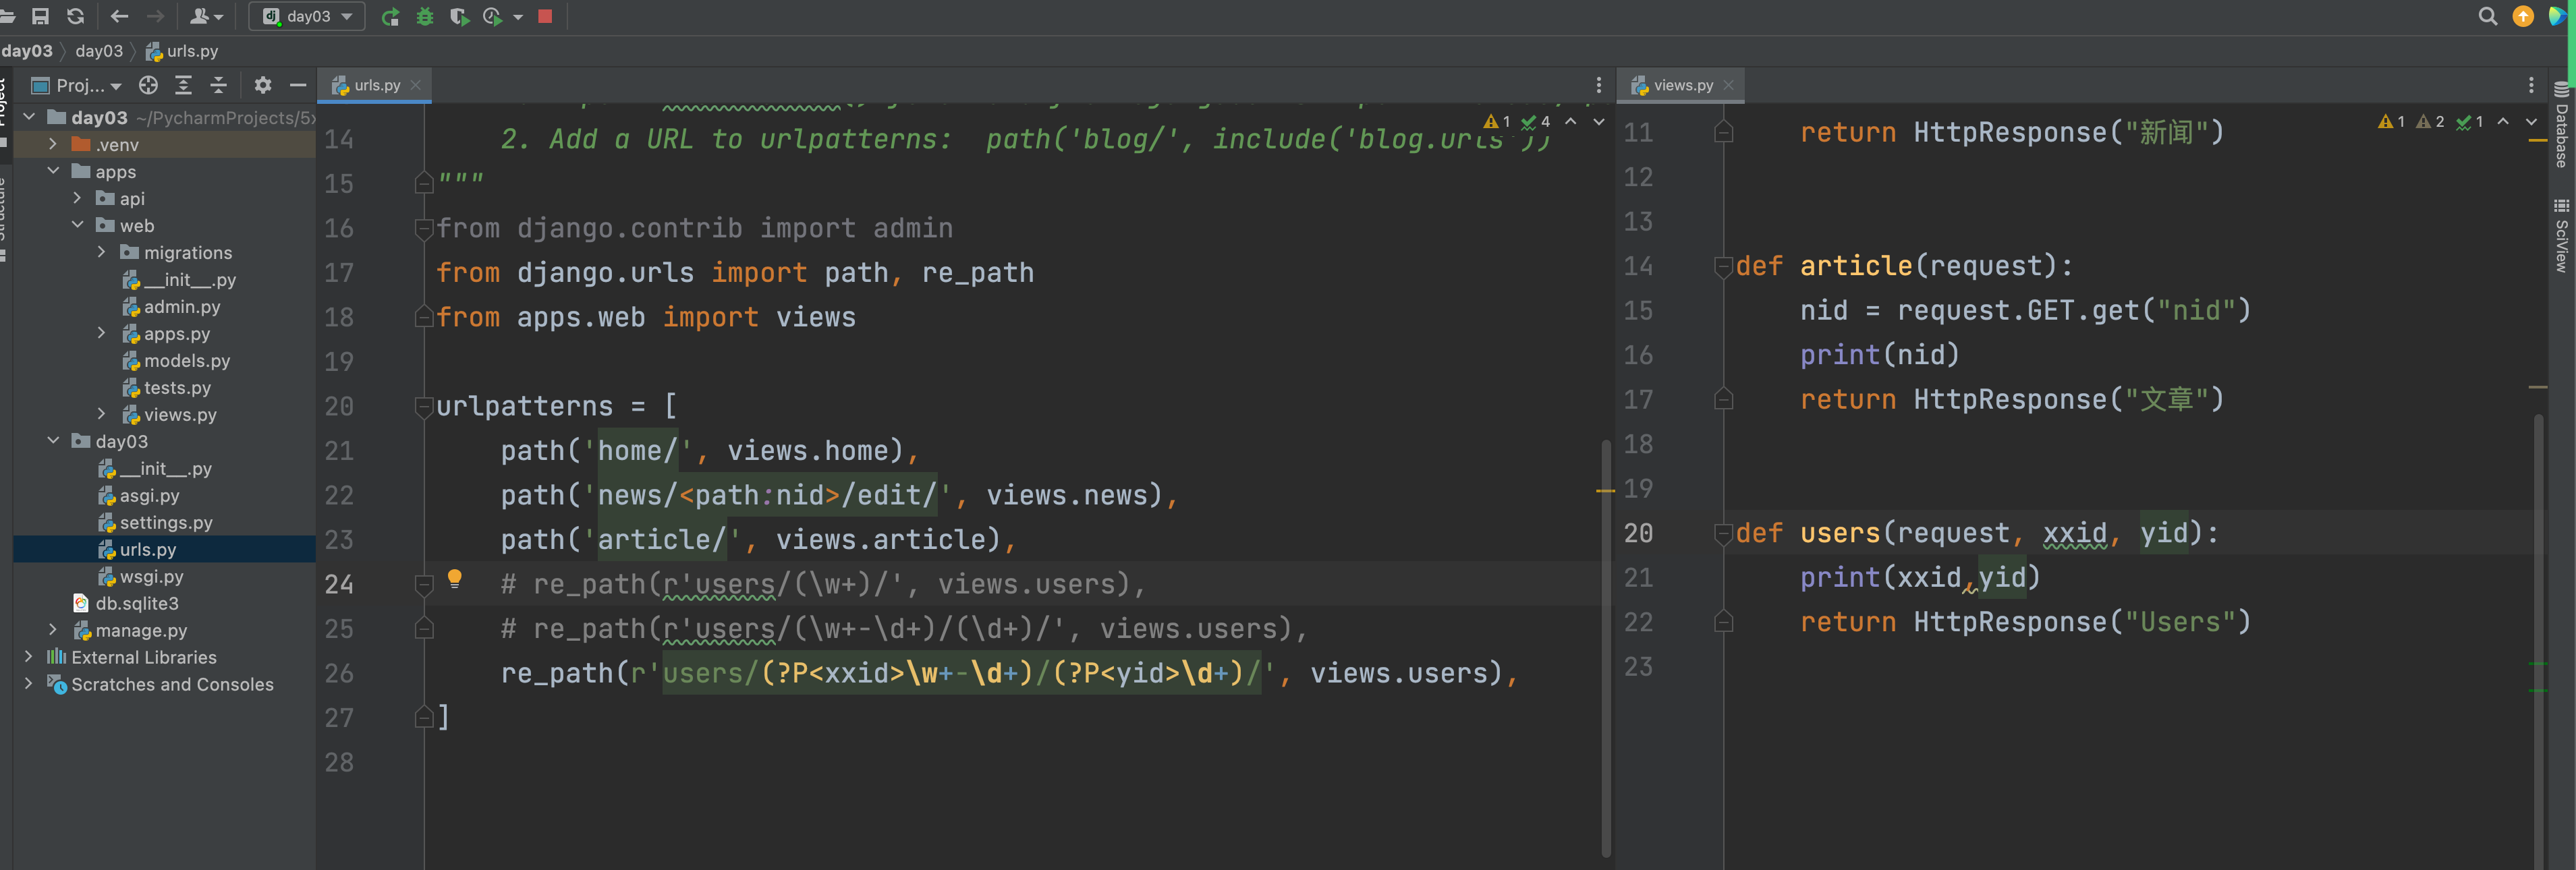 day03
day03 day03 urls.py
Proj...
urls.py
views.py
day03 ~/PycharmProjects/5x
.venv
apps
api
web
migrations
__init__.py
admin.py
apps.py
models.py
tests.py
views.py
day03
__init__.py
asgi.py
settings.py
urls.py
wsgi.py
db.sqlite3
manage.py
External Libraries
Scratches and Consoles
1 4
14 2. Add a URL to urlpatterns:  path('blog/', include('blog.urls'))
15 """
16 from django.contrib import admin
17 from django.urls import path, re_path
18 from apps.web import views
19
20 urlpatterns = [
21     path('home/', views.home),
22     path('news/<path:nid>/edit/', views.news),
23     path('article/', views.article),
24     # re_path(r'users/(\w+)/', views.users),
25     # re_path(r'users/(\w+-\d+)/(\d+)/', views.users),
26     re_path(r'users/(?P<xxid>\w+-\d+)/(?P<yid>\d+)/', views.users),
27 ]
28
1 2 1
11     return HttpResponse("新闻")
12
13
14 def article(request):
15     nid = request.GET.get("nid")
16     print(nid)
17     return HttpResponse("文章")
18
19
20 def users(request, xxid, yid):
21     print(xxid,yid)
22     return HttpResponse("Users")
23
Database
SciView